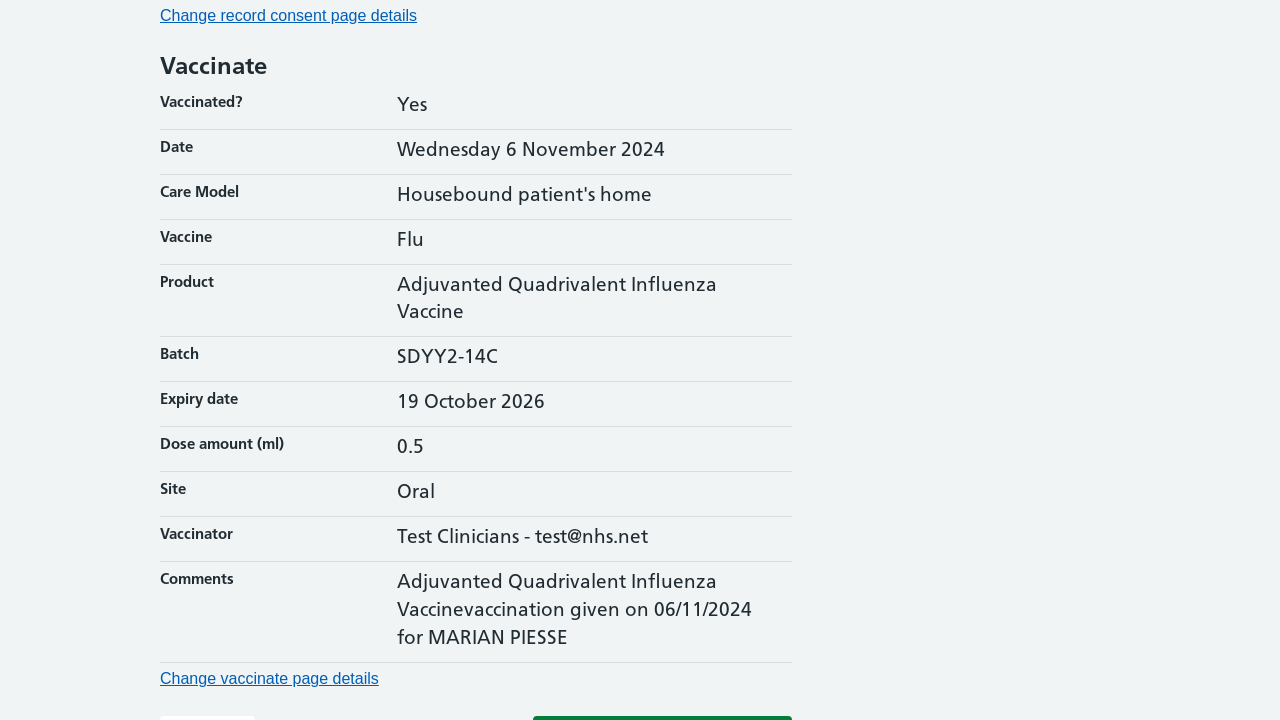 Change record consent page details
Vaccinate
Vaccinated? Yes
Date Wednesday 6 November 2024
Care Model Housebound patient's home
Vaccine Flu
Product Adjuvanted Quadrivalent Influenza
Vaccine
Batch SDYY2-14C
Expiry date 19 October 2026
Dose amount (ml) 0.5
Site Oral
Vaccinator Test Clinicians - test@nhs.net
Comments Adjuvanted Quadrivalent Influenza
Vaccinevaccination given on 06/11/2024
for MARIAN PIESSE
Change vaccinate page details